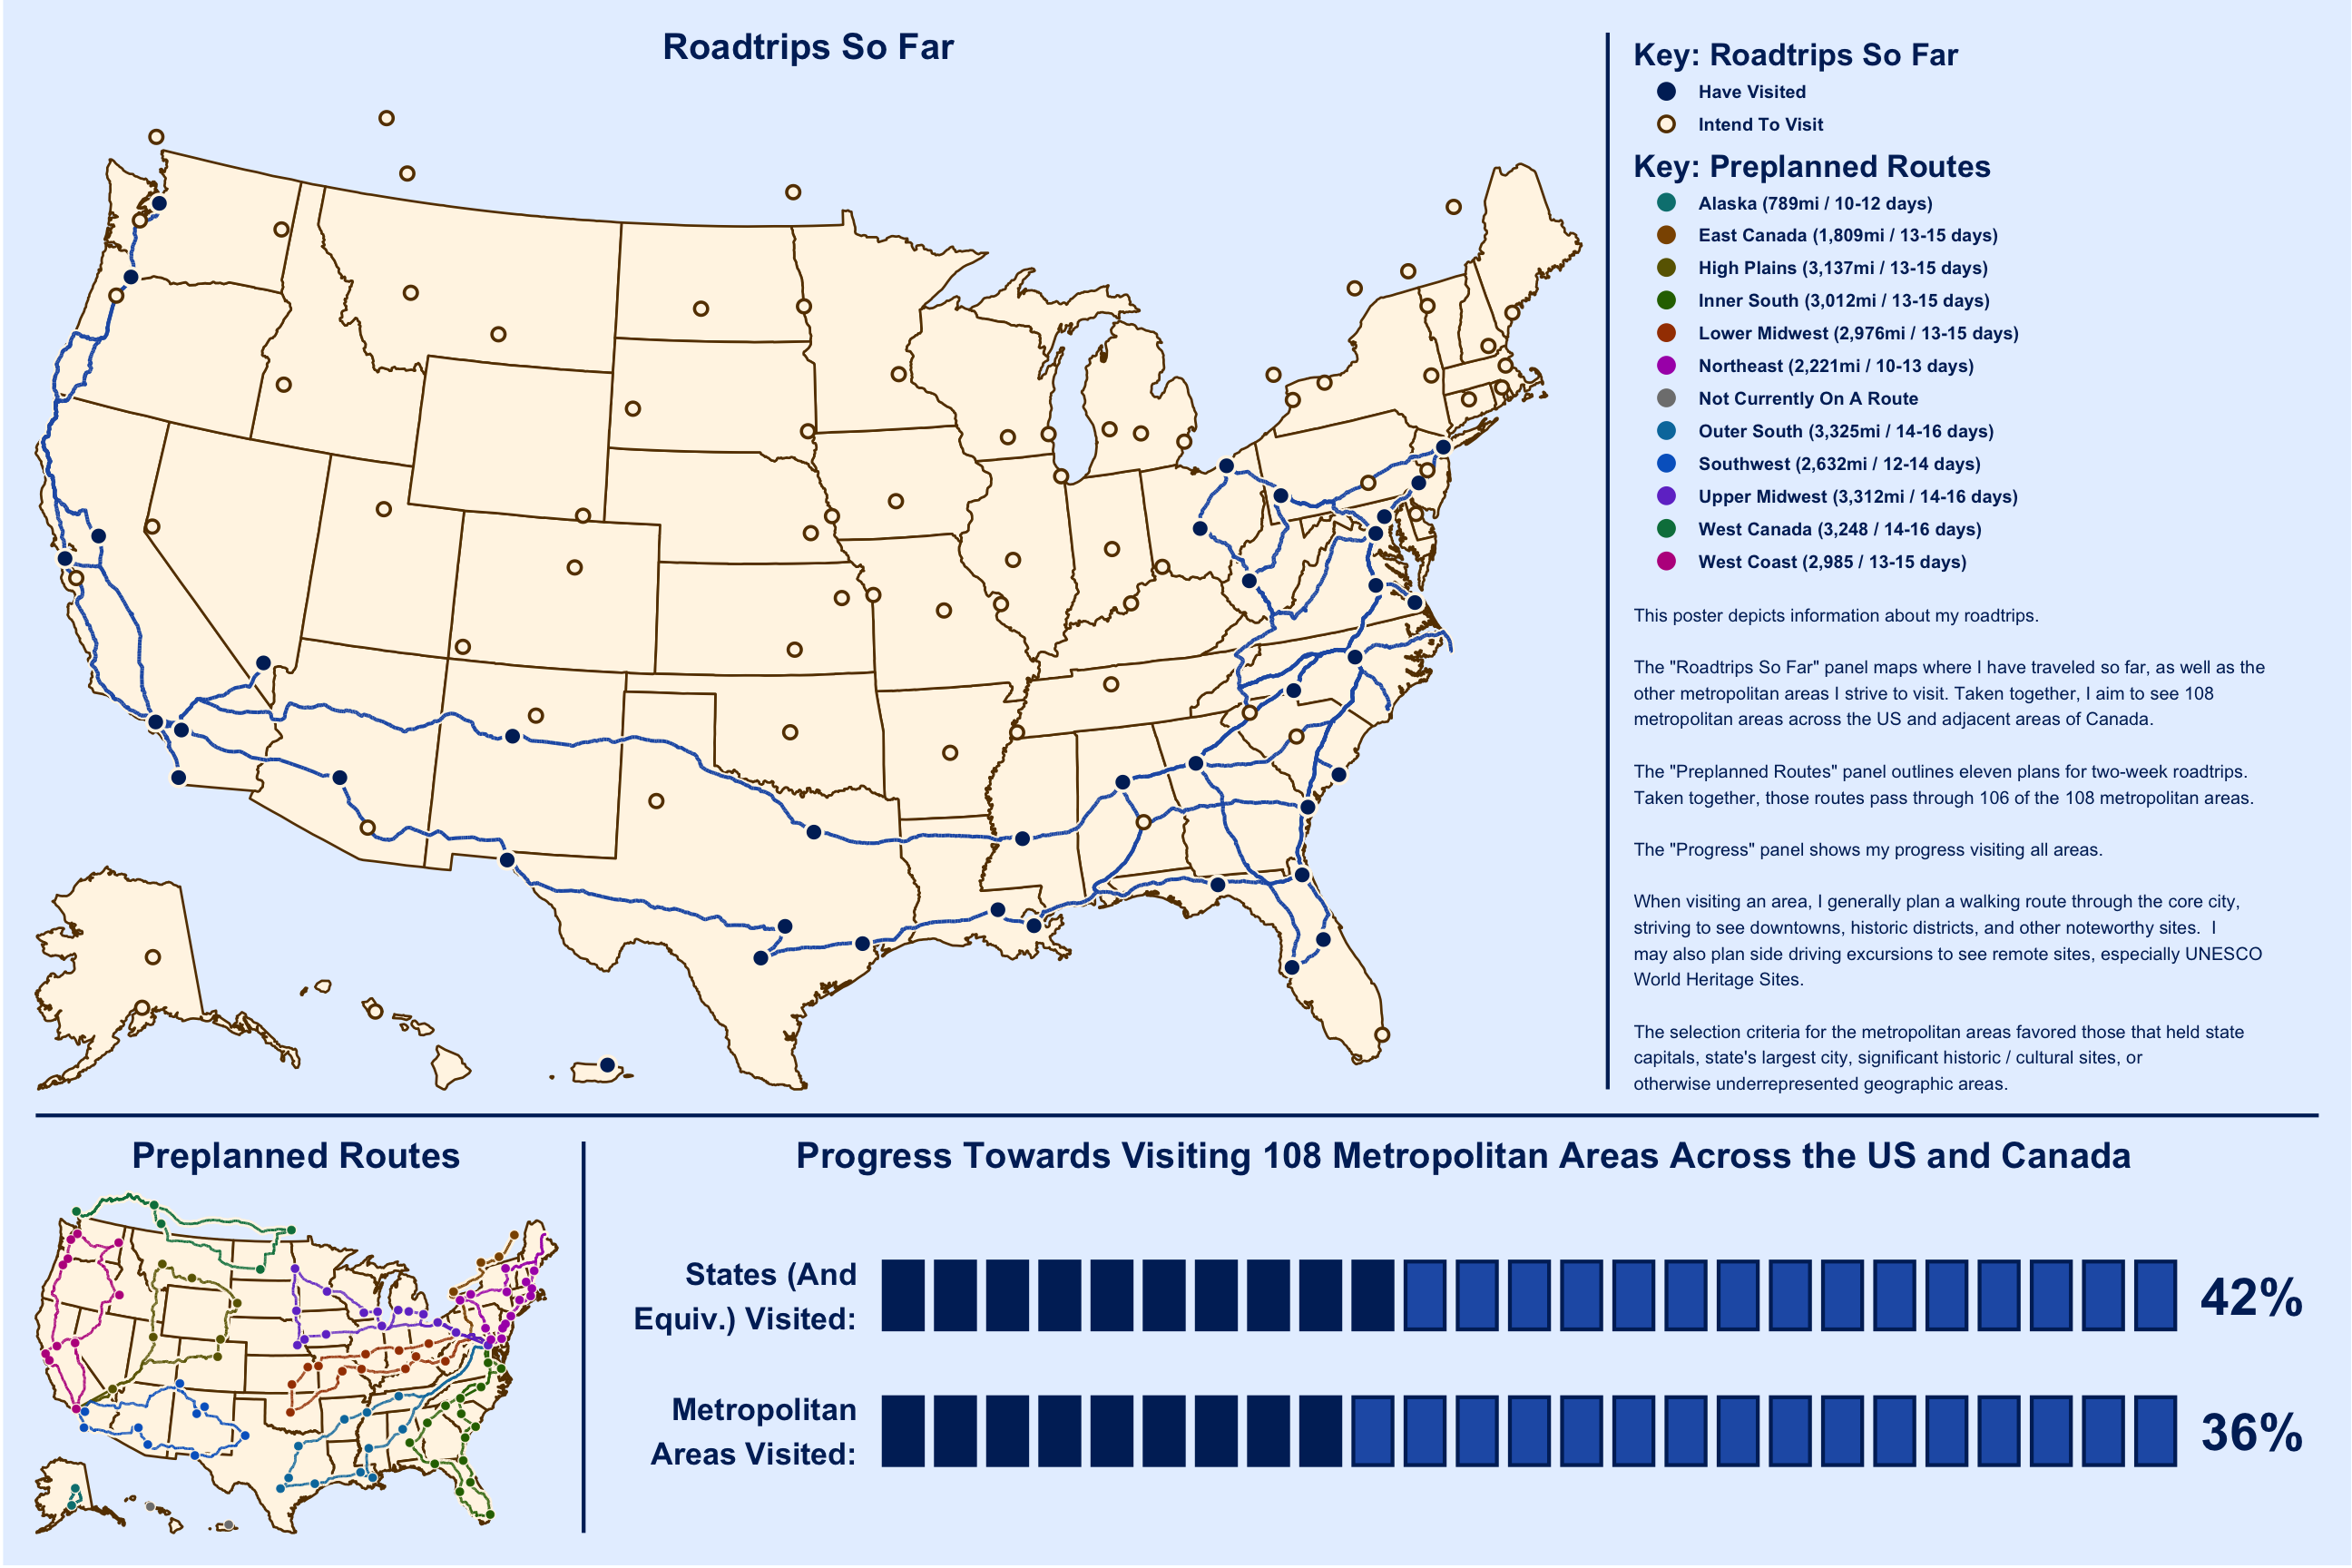 Roadtrips So Far
Key: Roadtrips So Far
Have Visited
Intend To Visit
Key: Preplanned Routes
Alaska (789mi / 10-12 days)
East Canada (1,809mi / 13-15 days)
High Plains (3,137mi / 13-15 days)
Inner South (3,012mi / 13-15 days)
Lower Midwest (2,976mi / 13-15 days)
Northeast (2,221mi / 10-13 days)
Not Currently On A Route
Outer South (3,325mi / 14-16 days)
Southwest (2,632mi / 12-14 days)
Upper Midwest (3,312mi / 14-16 days)
West Canada (3,248 / 14-16 days)
West Coast (2,985 / 13-15 days)
This poster depicts information about my roadtrips.
The "Roadtrips So Far" panel maps where I have traveled so far, as well as the
other metropolitan areas I strive to visit. Taken together, I aim to see 108
metropolitan areas across the US and adjacent areas of Canada.
The "Preplanned Routes" panel outlines eleven plans for two-week roadtrips.
Taken together, those routes pass through 106 of the 108 metropolitan areas.
The "Progress" panel shows my progress visiting all areas.
When visiting an area, I generally plan a walking route through the core city,
striving to see downtowns, historic districts, and other noteworthy sites.  I
may also plan side driving excursions to see remote sites, especially UNESCO
World Heritage Sites.
The selection criteria for the metropolitan areas favored those that held state
capitals, state's largest city, significant historic / cultural sites, or
otherwise underrepresented geographic areas.
Preplanned Routes
Progress Towards Visiting 108 Metropolitan Areas Across the US and Canada
States (And
Equiv.) Visited:
42%
Metropolitan
Areas Visited:
36%